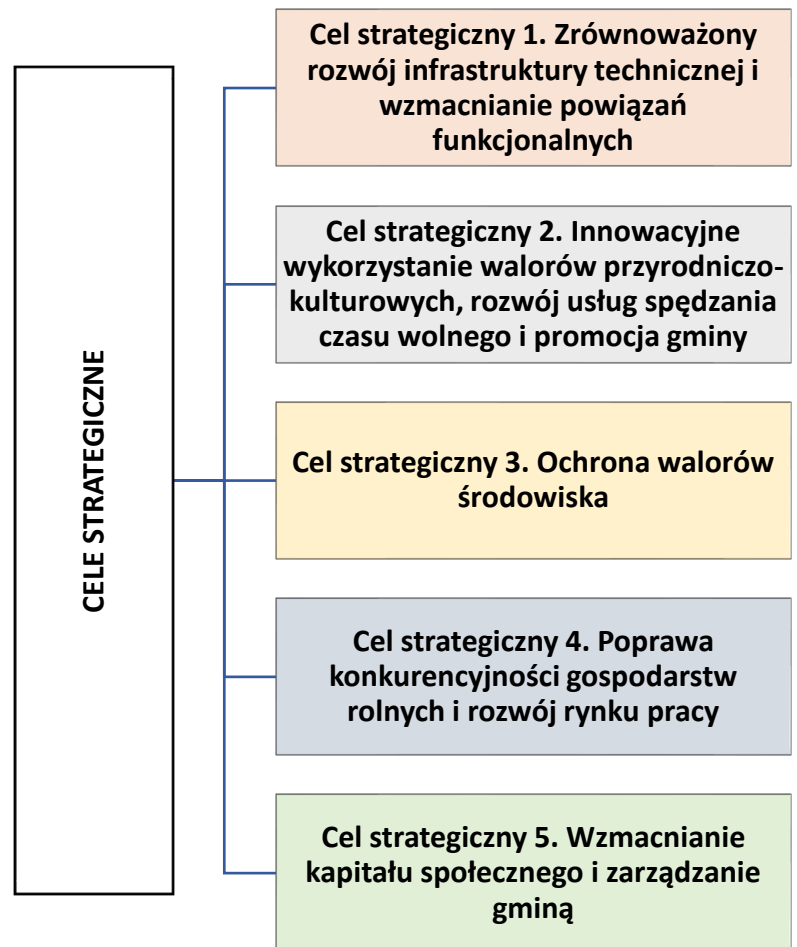 CELE STRATEGICZNE
Cel strategiczny 1. Zrównoważony
rozwój infrastruktury technicznej i
wzmacnianie powiązań
funkcjonalnych
Cel strategiczny 2. Innowacyjne
wykorzystanie walorów przyrodniczo-
kulturowych, rozwój usług spędzania
czasu wolnego i promocja gminy
Cel strategiczny 3. Ochrona walorów
środowiska
Cel strategiczny 4. Poprawa
konkurencyjności gospodarstw
rolnych i rozwój rynku pracy
Cel strategiczny 5. Wzmacnianie
kapitału społecznego i zarządzanie
gminą